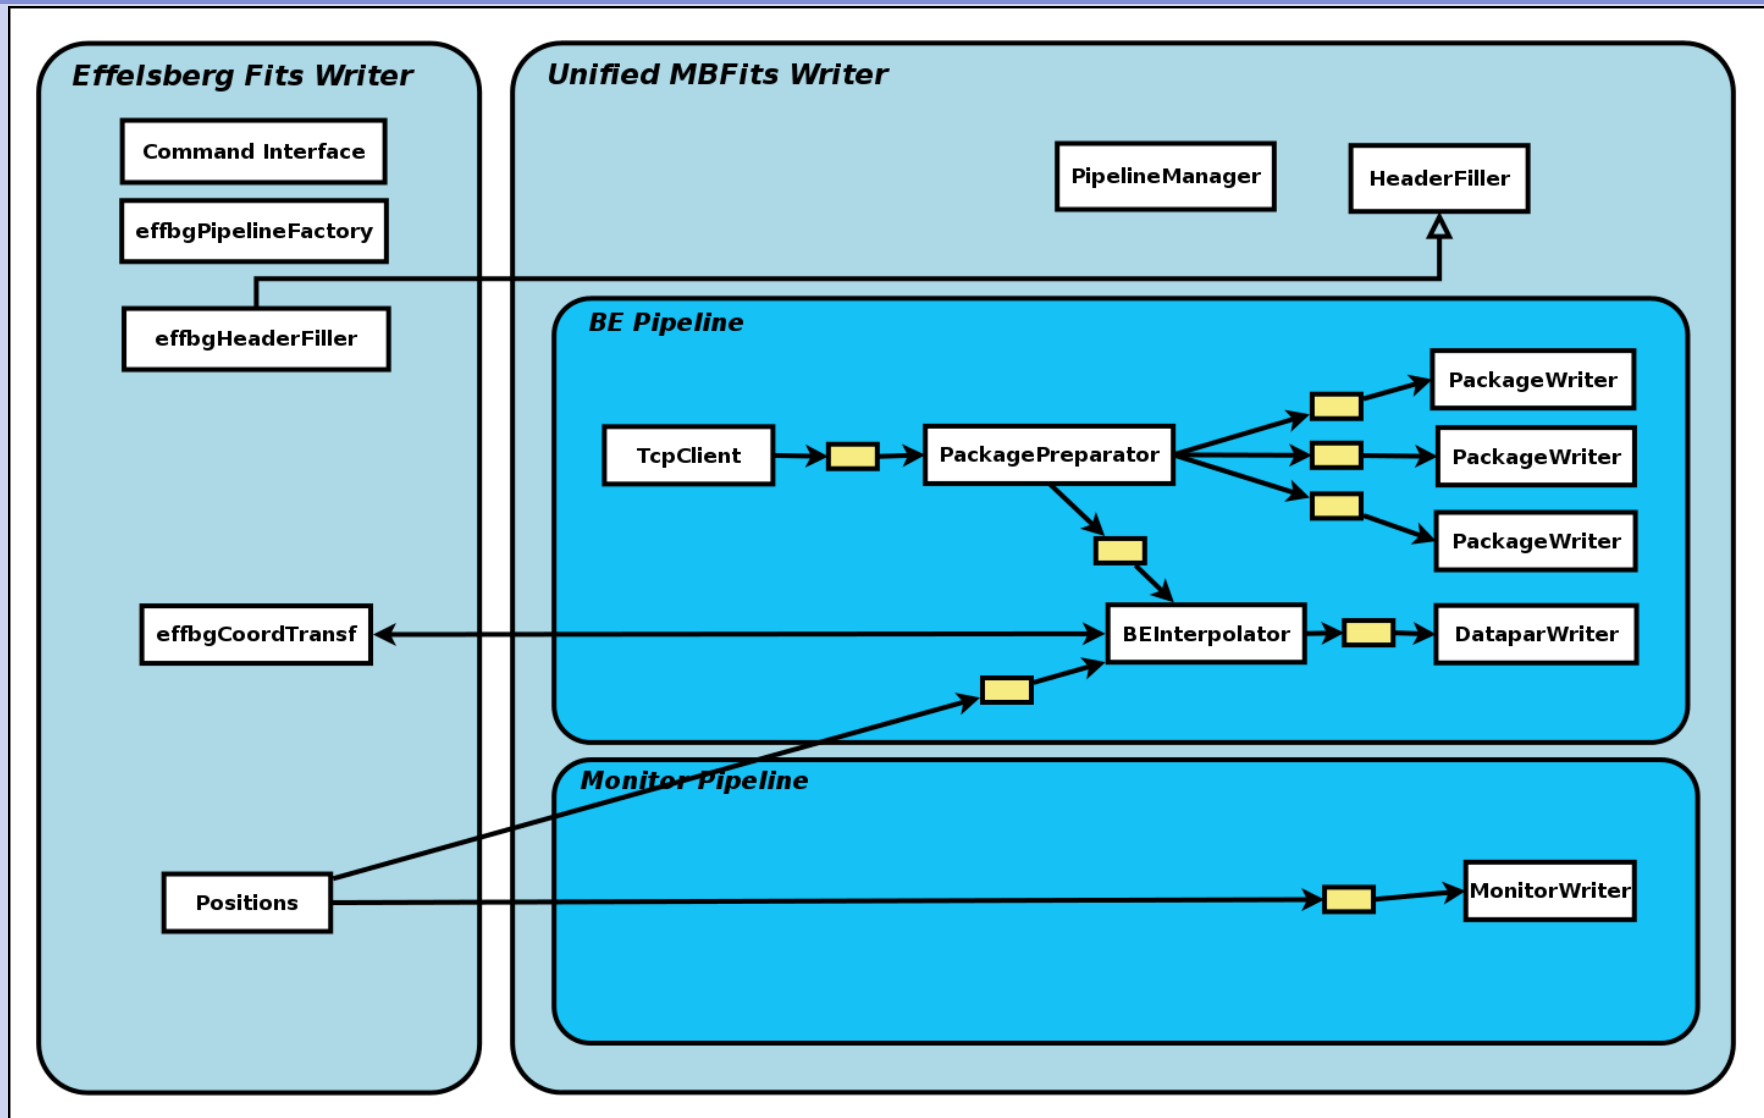 Effelsberg Fits Writer
Command Interface
effbgPipelineFactory
effbgHeaderFiller
effbgCoordTransf
Positions
Unified MBFits Writer
PipelineManager
HeaderFiller
BE Pipeline
TcpClient
PackagePreparator
PackageWriter
PackageWriter
PackageWriter
BEInterpolator
DataparWriter
Monitor Pipeline
MonitorWriter